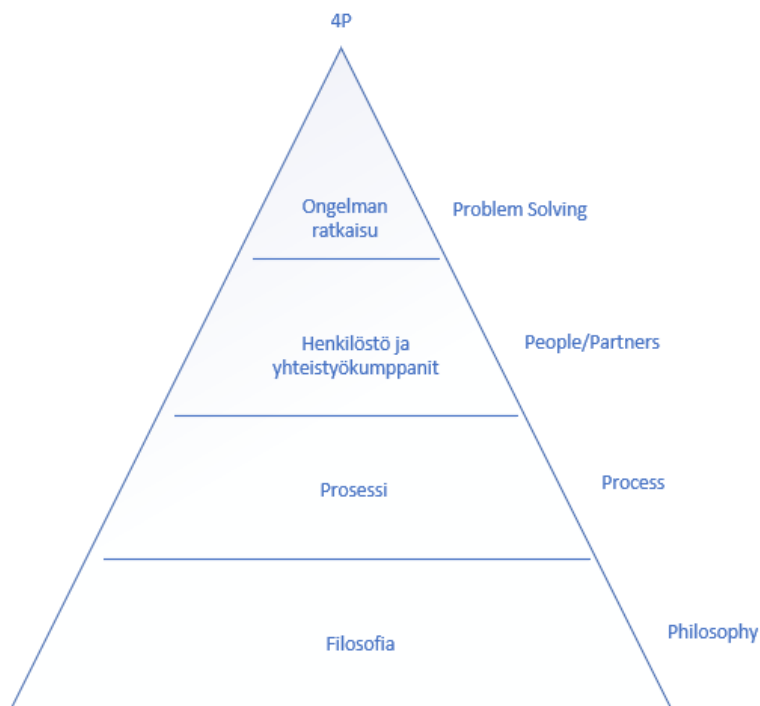 4P
Ongelman
ratkaisu
Problem Solving
Henkilöstö ja
yhteistyökumppanit
People/Partners
Prosessi
Process
Filosofia
Philosophy